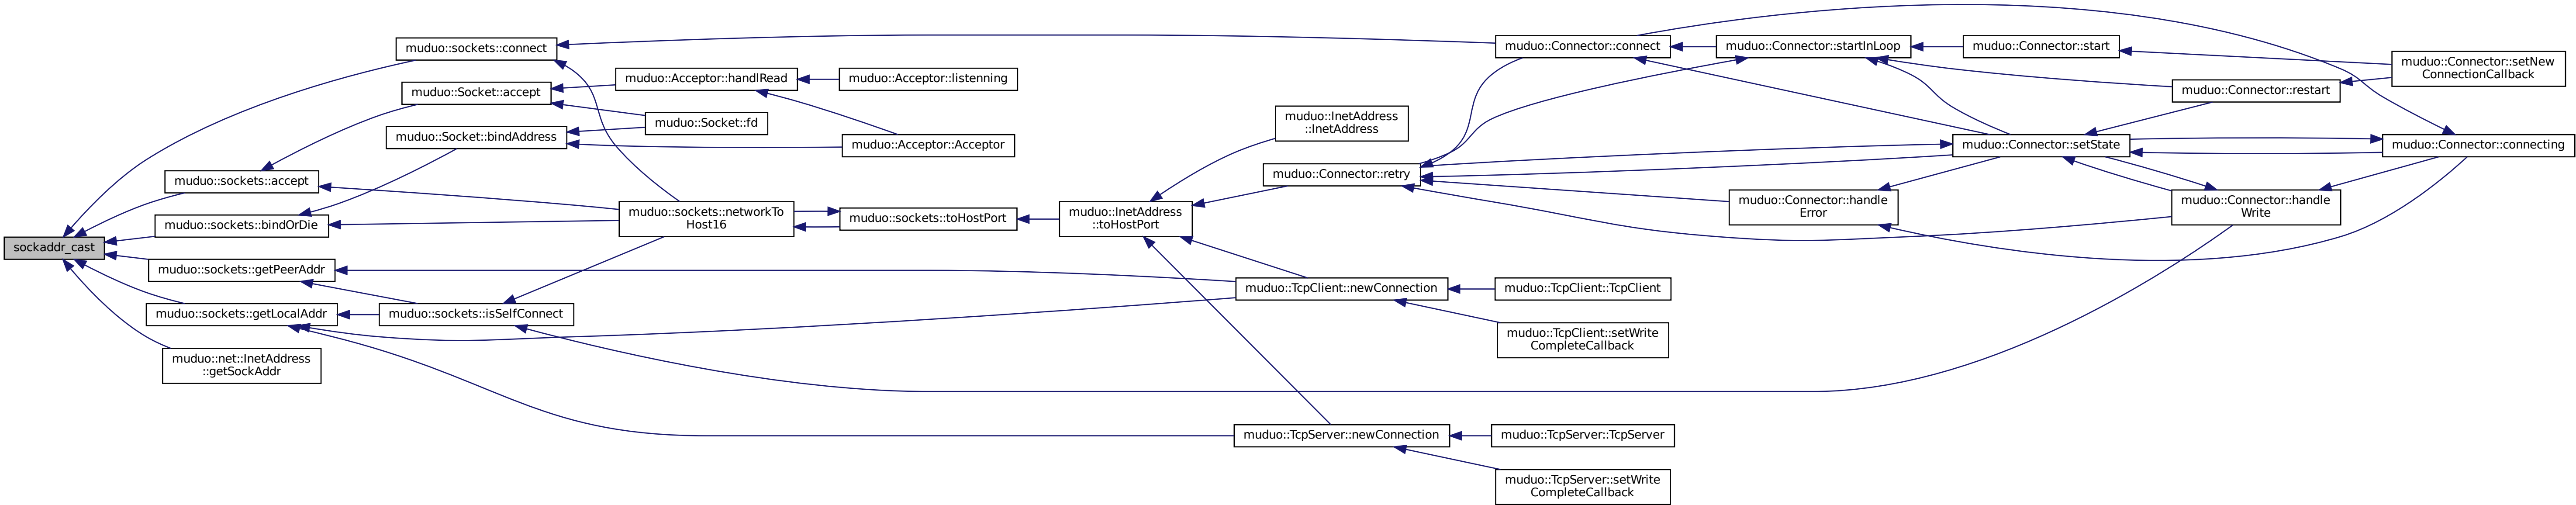 sockaddr_cast
muduo::sockets::connect
muduo::Socket::accept
muduo::Socket::bindAddress
muduo::sockets::accept
muduo::sockets::bindOrDie
muduo::sockets::getPeerAddr
muduo::sockets::getLocalAddr
muduo::net::InetAddress
::getSockAddr
muduo::sockets::isSelfConnect
muduo::Acceptor::handlRead
muduo::Socket::fd
muduo::sockets::networkTo
Host16
muduo::Acceptor::listenning
muduo::Acceptor::Acceptor
muduo::sockets::toHostPort
muduo::InetAddress
::toHostPort
muduo::InetAddress
::InetAddress
muduo::Connector::retry
muduo::TcpClient::newConnection
muduo::TcpServer::newConnection
muduo::Connector::connect
muduo::TcpClient::TcpClient
muduo::TcpClient::setWrite
CompleteCallback
muduo::TcpServer::TcpServer
muduo::TcpServer::setWrite
CompleteCallback
muduo::Connector::startInLoop
muduo::Connector::handle
Error
muduo::Connector::start
muduo::Connector::setState
muduo::Connector::restart
muduo::Connector::handle
Write
muduo::Connector::setNew
ConnectionCallback
muduo::Connector::connecting